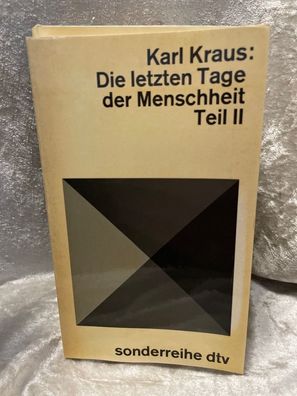 Karl Kraus:
Die letzten Tage
der Menschheit
Teil II
sonderreihe dtv